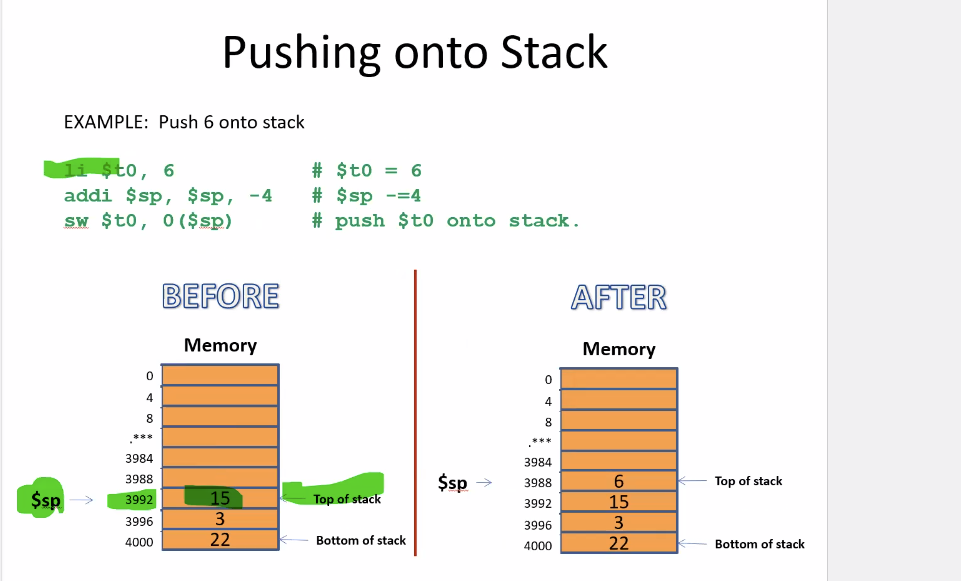 Pushing onto Stack
EXAMPLE: Push 6 onto stack
li $t0, 6 # $t0 = 6
addi $sp, $sp, -4 # $sp -=4
sw $t0, 0($sp) # push $t0 onto stack.
BEFORE
AFTER
Memory
Memory
0
4
8
.***
3984
3988
$sp 3992 15 Top of stack
3996 3
4000 22 Bottom of stack
0
4
8
.***
3984
$sp 3988 6 Top of stack
3992 15
3996 3
4000 22 Bottom of stack